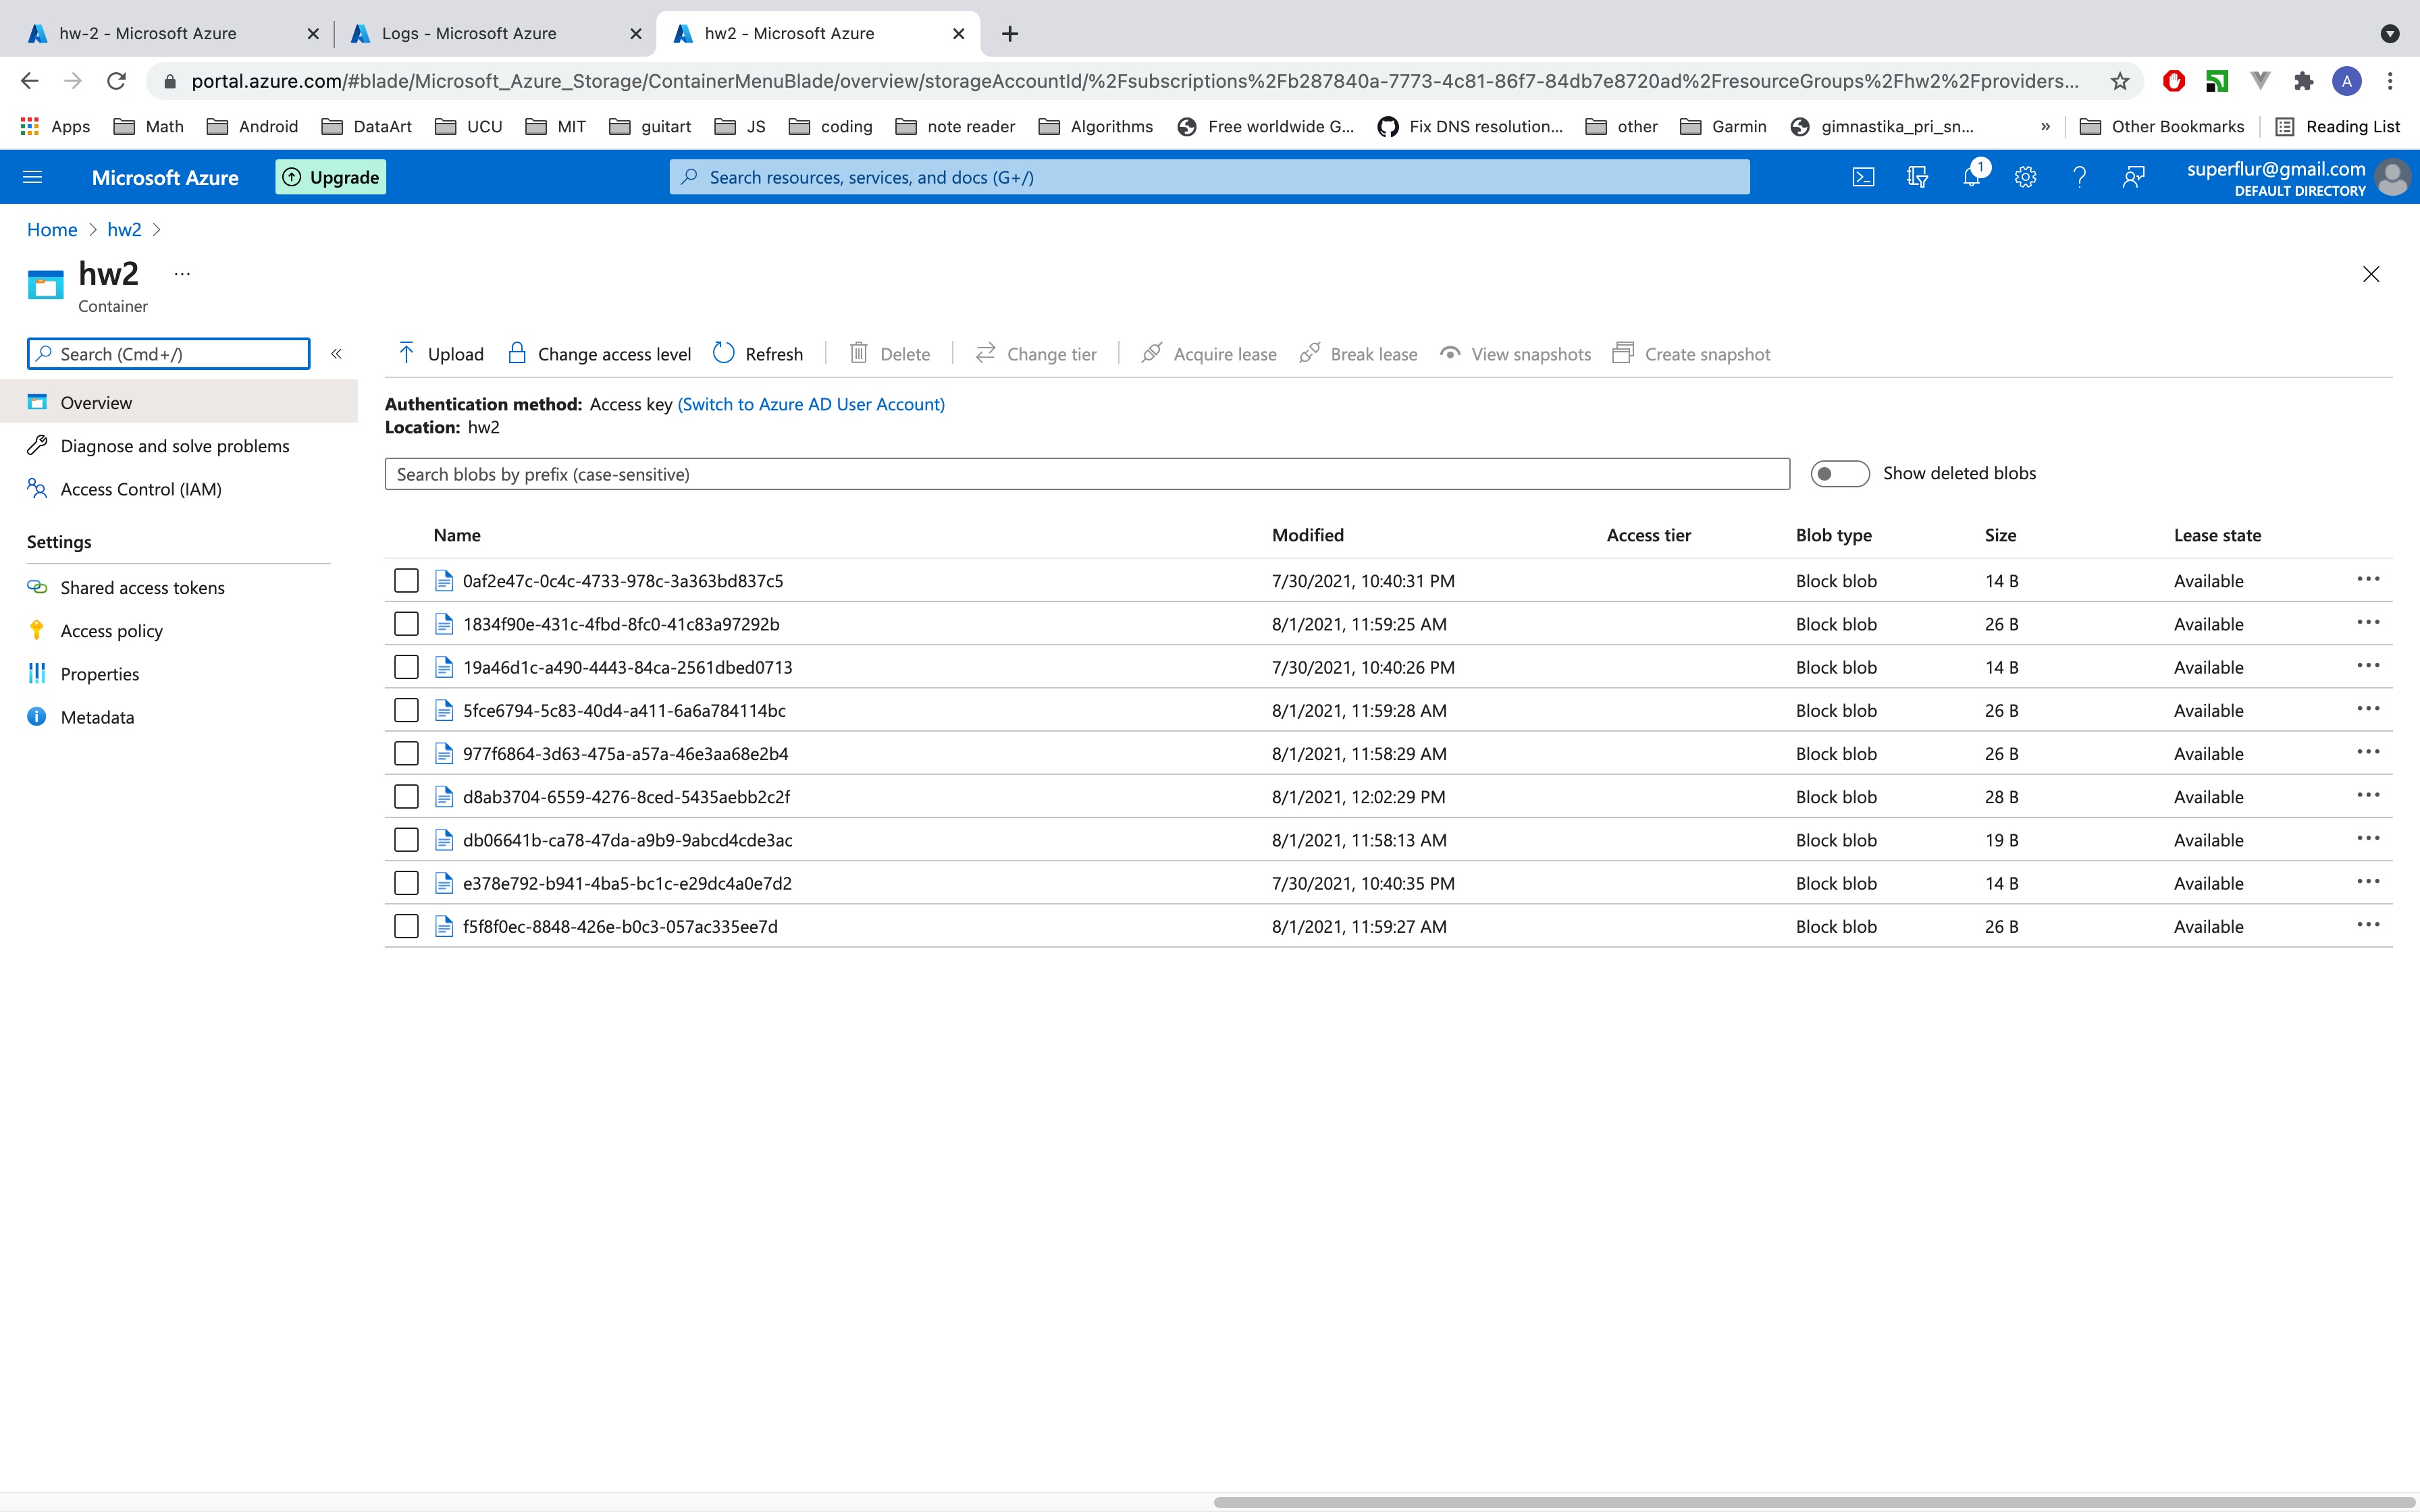 hw-2 - Microsoft Azure
Logs - Microsoft Azure
hw2 - Microsoft Azure
portal.azure.com/#blade/Microsoft_Azure_Storage/ContainerMenuBlade/overview/storageAccountId/%2Fsubscriptions%2Fb287840a-7773-4c81-86f7-84db7e8720ad%2FresourceGroups%2Fhw2%2Fproviders...
A
Apps Math Android DataArt UCU MIT guitart JS coding note reader Algorithms Free worldwide G... Fix DNS resolution... other Garmin gimnastika_pri_sn... » Other Bookmarks Reading List
Microsoft Azure
Upgrade
Search resources, services, and docs (G+/)
1
superflur@gmail.com
DEFAULT DIRECTORY
Home > hw2 >
hw2 ...
Container
Search (Cmd+/)
«
Overview
Diagnose and solve problems
Access Control (IAM)
Settings
Shared access tokens
Access policy
Properties
Metadata
Upload Change access level Refresh Delete Change tier Acquire lease Break lease View snapshots Create snapshot
Authentication method: Access key (Switch to Azure AD User Account)
Location: hw2
Search blobs by prefix (case-sensitive)
Show deleted blobs
Name Modified Access tier Blob type Size Lease state
0af2e47c-0c4c-4733-978c-3a363bd837c5 7/30/2021, 10:40:31 PM Block blob 14 B Available
1834f90e-431c-4fbd-8fc0-41c83a97292b 8/1/2021, 11:59:25 AM Block blob 26 B Available
19a46d1c-a490-4443-84ca-2561dbed0713 7/30/2021, 10:40:26 PM Block blob 14 B Available
5fce6794-5c83-40d4-a411-6a6a784114bc 8/1/2021, 11:59:28 AM Block blob 26 B Available
977f6864-3d63-475a-a57a-46e3aa68e2b4 8/1/2021, 11:58:29 AM Block blob 26 B Available
d8ab3704-6559-4276-8ced-5435aebb2c2f 8/1/2021, 12:02:29 PM Block blob 28 B Available
db06641b-ca78-47da-a9b9-9abcd4cde3ac 8/1/2021, 11:58:13 AM Block blob 19 B Available
e378e792-b941-4ba5-bc1c-e29dc4a0e7d2 7/30/2021, 10:40:35 PM Block blob 14 B Available
f5f8f0ec-8848-426e-b0c3-057ac335ee7d 8/1/2021, 11:59:27 AM Block blob 26 B Available